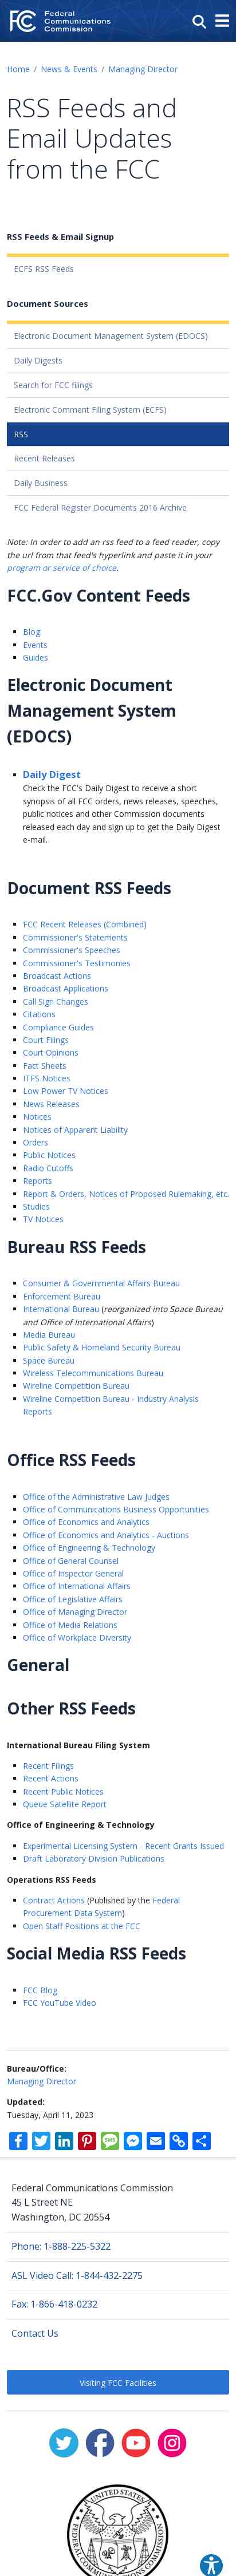 Federal
Communications
Commission
Home / News & Events / Managing Director
RSS Feeds and
Email Updates
from the FCC
RSS Feeds & Email Signup
ECFS RSS Feeds
Document Sources
Electronic Document Management System (EDOCS)
Daily Digests
Search for FCC filings
Electronic Comment Filing System (ECFS)
RSS
Recent Releases
Daily Business
FCC Federal Register Documents 2016 Archive
Note: In order to add an rss feed to a feed reader, copy
the url from that feed's hyperlink and paste it in your
program or service of choice.
FCC.Gov Content Feeds
Blog
Events
Guides
Electronic Document
Management System
(EDOCS)
Daily Digest
Check the FCC's Daily Digest to receive a short
synopsis of all FCC orders, news releases, speeches,
public notices and other Commission documents
released each day and sign up to get the Daily Digest
e-mail.
Document RSS Feeds
FCC Recent Releases (Combined)
Commissioner's Statements
Commissioner's Speeches
Commissioner's Testimonies
Broadcast Actions
Broadcast Applications
Call Sign Changes
Citations
Compliance Guides
Court Filings
Court Opinions
Fact Sheets
ITFS Notices
Low Power TV Notices
News Releases
Notices
Notices of Apparent Liability
Orders
Public Notices
Radio Cutoffs
Reports
Report & Orders, Notices of Proposed Rulemaking, etc.
Studies
TV Notices
Bureau RSS Feeds
Consumer & Governmental Affairs Bureau
Enforcement Bureau
International Bureau (reorganized into Space Bureau
and Office of International Affairs)
Media Bureau
Public Safety & Homeland Security Bureau
Space Bureau
Wireless Telecommunications Bureau
Wireline Competition Bureau
Wireline Competition Bureau - Industry Analysis
Reports
Office RSS Feeds
Office of the Administrative Law Judges
Office of Communications Business Opportunities
Office of Economics and Analytics
Office of Economics and Analytics - Auctions
Office of Engineering & Technology
Office of General Counsel
Office of Inspector General
Office of International Affairs
Office of Legislative Affairs
Office of Managing Director
Office of Media Relations
Office of Workplace Diversity
General
Other RSS Feeds
International Bureau Filing System
Recent Filings
Recent Actions
Recent Public Notices
Queue Satellite Report
Office of Engineering & Technology
Experimental Licensing System - Recent Grants Issued
Draft Laboratory Division Publications
Operations RSS Feeds
Contract Actions (Published by the Federal
Procurement Data System)
Open Staff Positions at the FCC
Social Media RSS Feeds
FCC Blog
FCC YouTube Video
Bureau/Office:
Managing Director
Updated:
Tuesday, April 11, 2023
Federal Communications Commission
45 L Street NE
Washington, DC 20554
Phone: 1-888-225-5322
ASL Video Call: 1-844-432-2275
Fax: 1-866-418-0232
Contact Us
Visiting FCC Facilities
UNITED STATES